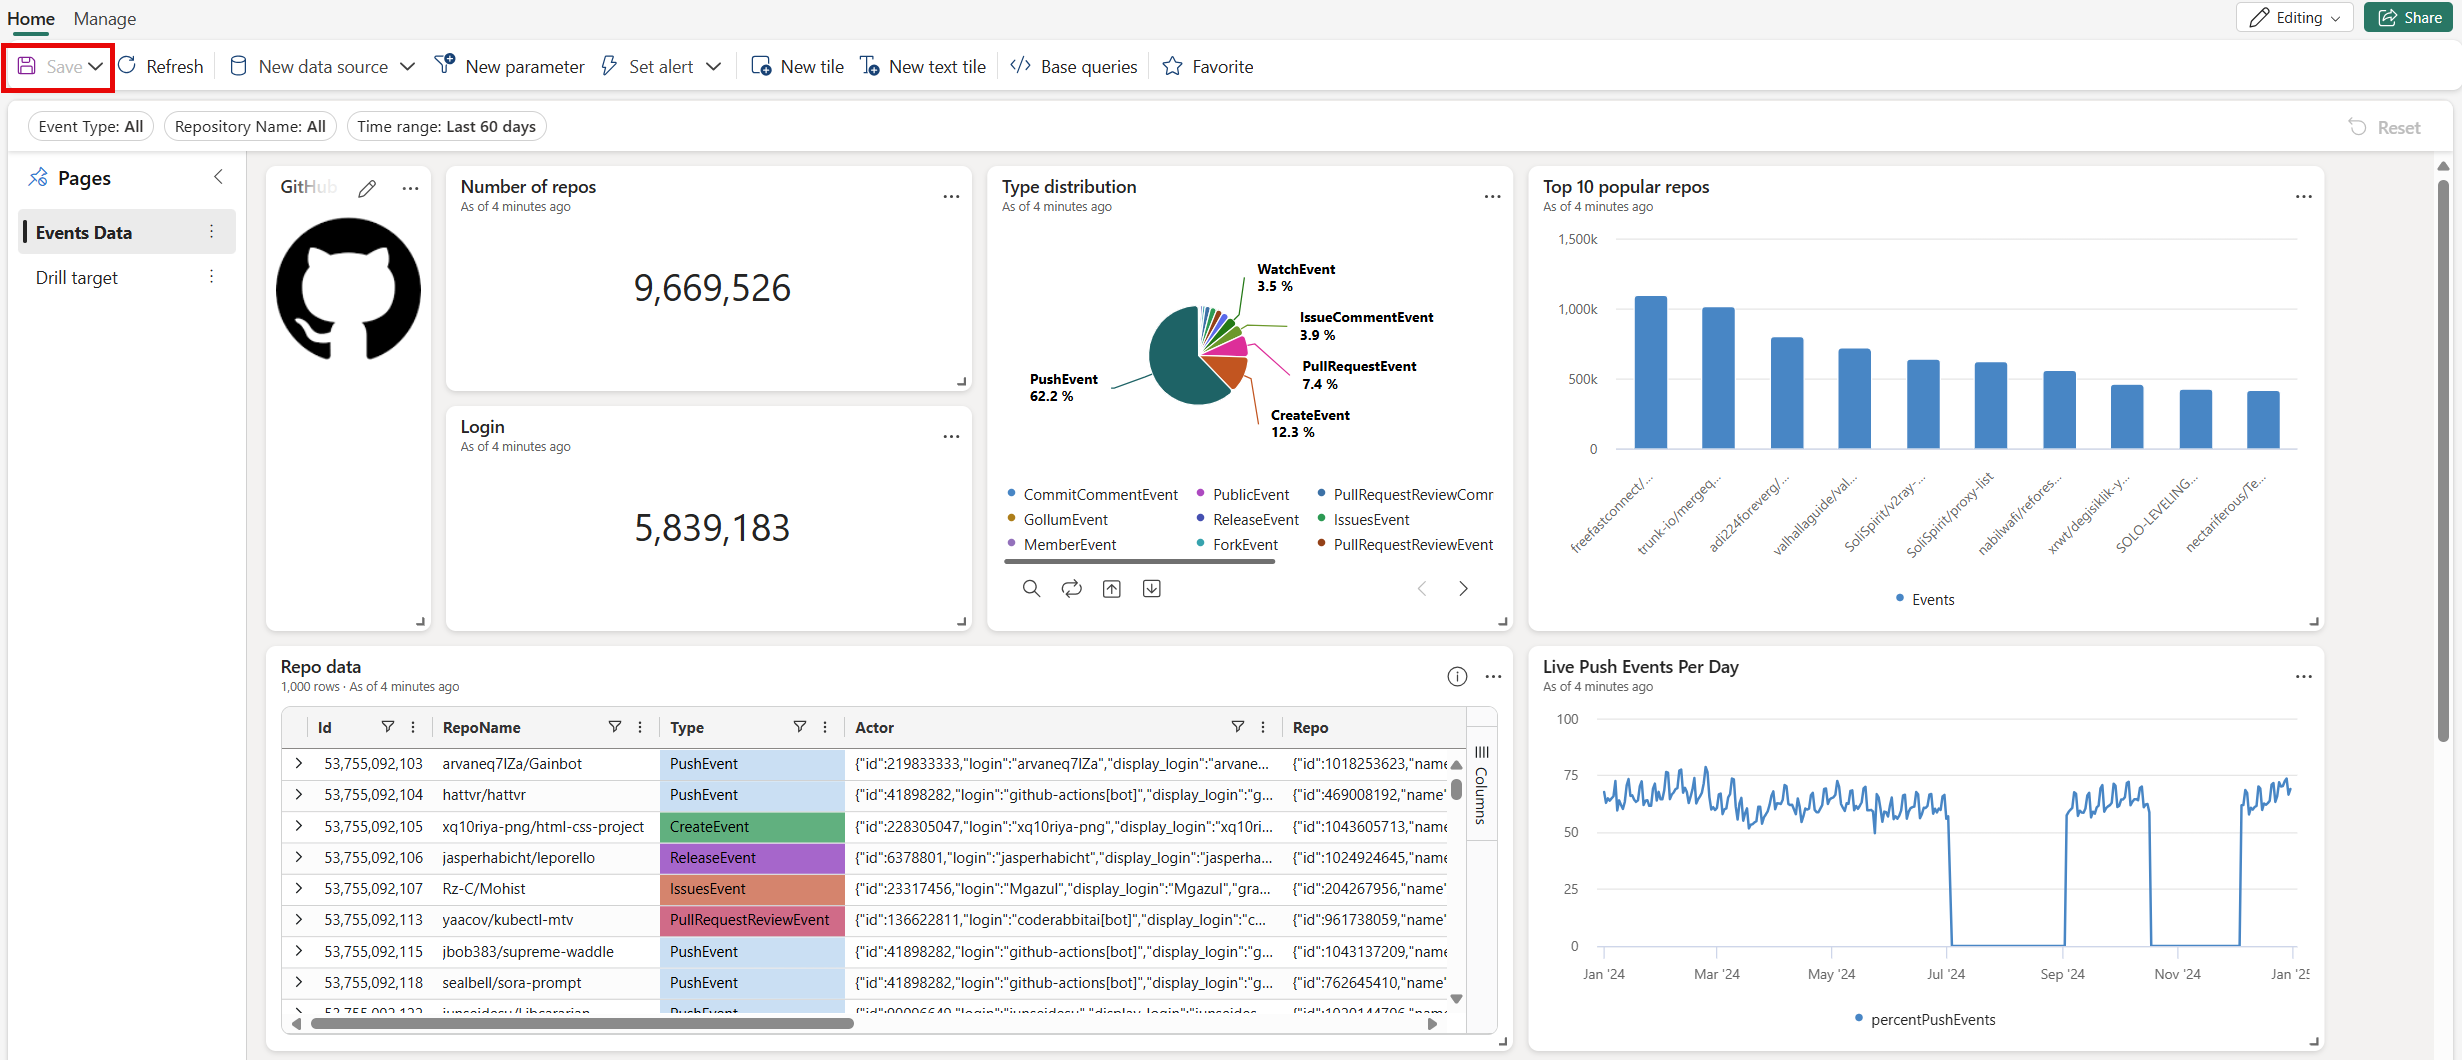 Home Manage
Editing
Share
Save Refresh New data source New parameter Set alert New tile New text tile Base queries Favorite
Event Type: All Repository Name: All Time range: Last 60 days
Reset
Pages
Events Data
Drill target
GitHub
Number of repos
As of 4 minutes ago
9,669,526
Login
As of 4 minutes ago
5,839,183
Type distribution
As of 4 minutes ago
WatchEvent
3.5 %
IssueCommentEvent
3.9 %
PullRequestEvent
7.4 %
PushEvent
62.2 %
CreateEvent
12.3 %
CommitCommentEvent PublicEvent PullRequestReviewComr
GollumEvent ReleaseEvent IssuesEvent
MemberEvent ForkEvent PullRequestReviewEvent
Top 10 popular repos
As of 4 minutes ago
1,500k
1,000k
500k
0
freefastconnect/...
trunk-io/mergeq...
adi224foreverg/...
valhallaguide/val...
SoliSpirit/v2ray-...
SoliSpirit/proxy-list
nabilwafi/refores...
xrwt/degisiklik-y...
SOLO-LEVELING...
nectariferous/Te...
Events
Repo data
1,000 rows · As of 4 minutes ago
Id RepoName Type Actor Repo
53,755,092,103 arvaneq7lZa/Gainbot PushEvent {"id":219833333,"login":"arvaneq7lZa","display_login":"arvane... {"id":1018253623,"name
53,755,092,104 hattvr/hattvr PushEvent {"id":41898282,"login":"github-actions[bot]","display_login":"g... {"id":469008192,"name"
53,755,092,105 xq10riya-png/html-css-project CreateEvent {"id":228305047,"login":"xq10riya-png","display_login":"xq10ri... {"id":1043605713,"name
53,755,092,106 jasperhabicht/leporello ReleaseEvent {"id":6378801,"login":"jasperhabicht","display_login":"jasperha... {"id":1024924645,"name
53,755,092,107 Rz-C/Mohist IssuesEvent {"id":23317456,"login":"Mgazul","display_login":"Mgazul","gra... {"id":204267956,"name"
53,755,092,113 yaacov/kubectl-mtv PullRequestReviewEvent {"id":136622811,"login":"coderabbitai[bot]","display_login":"c... {"id":961738059,"name"
53,755,092,115 jbob383/supreme-waddle PushEvent {"id":41898282,"login":"github-actions[bot]","display_login":"g... {"id":1043137209,"name
53,755,092,118 sealbell/sora-prompt PushEvent {"id":41898282,"login":"github-actions[bot]","display_login":"g... {"id":762645410,"name"
Columns
Live Push Events Per Day
As of 4 minutes ago
100
75
50
25
0
Jan '24 Mar '24 May '24 Jul '24 Sep '24 Nov '24 Jan '25
percentPushEvents